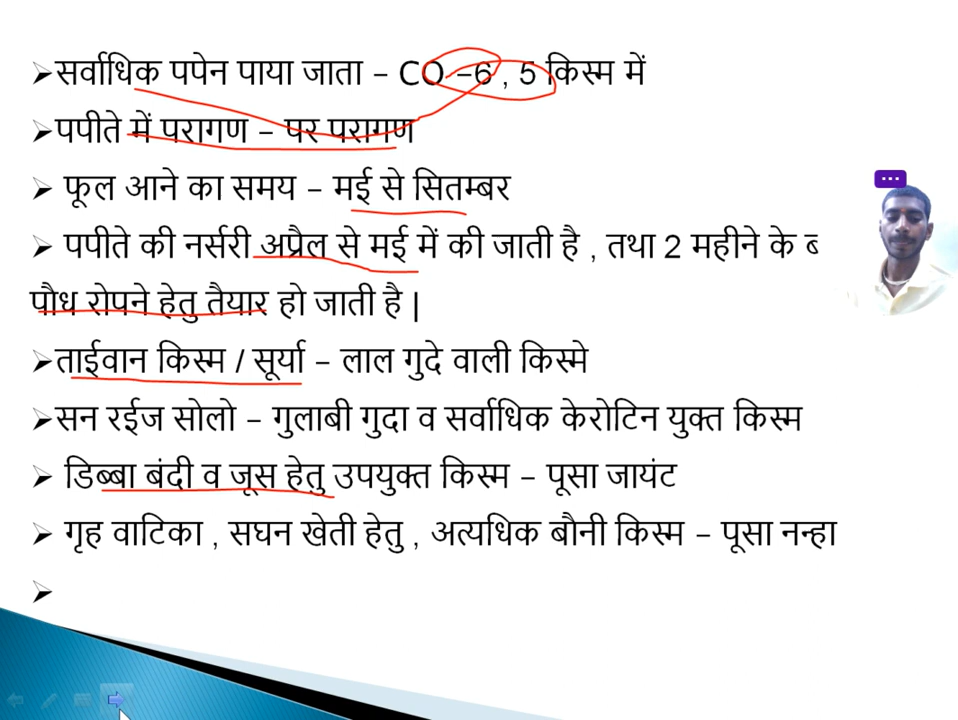 सर्वाधिक पपेन पाया जाता – CO –6 , 5 किस्म में
पपीते में परागण – पर परागण
फूल आने का समय – मई से सितम्बर
पपीते की नर्सरी अप्रैल से मई में की जाती है , तथा 2 महीने के
पौध रोपने हेतु तैयार हो जाती है |
ताईवान किस्म / सूर्या – लाल गुदे वाली किस्मे
सन रईज सोलो – गुलाबी गुदा व सर्वाधिक केरोटिन युक्त किस्म
डिब्बा बंदी व जूस हेतु उपयुक्त किस्म – पूसा जायंट
गृह वाटिका , सघन खेती हेतु , अत्यधिक बौनी किस्म – पूसा नन्हा